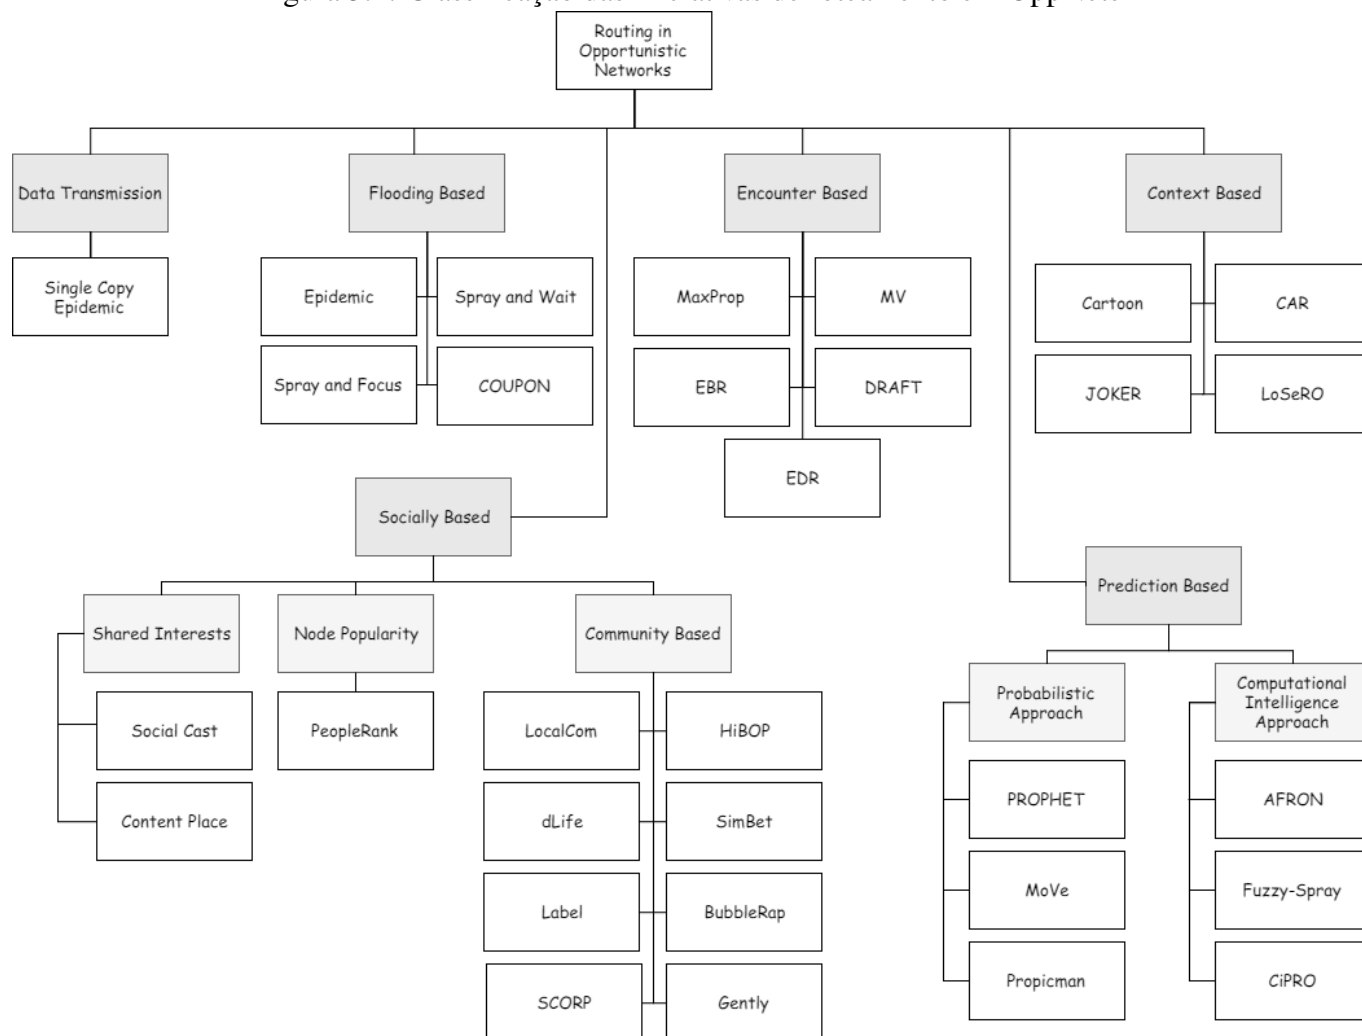 Routing in
Opportunistic
Networks
Data Transmission
Flooding Based
Encounter Based
Context Based
Single Copy
Epidemic
Epidemic
Spray and Wait
MaxProp
MV
Cartoon
CAR
Spray and Focus
COUPON
EBR
DRAFT
JOKER
LoSeRO
EDR
Socially Based
Prediction Based
Shared Interests
Node Popularity
Community Based
Probabilistic
Approach
Computational
Intelligence
Approach
Social Cast
PeopleRank
LocalCom
HiBOP
PROPHET
AFRON
Content Place
dLife
SimBet
MoVe
Fuzzy-Spray
Label
BubbleRap
Propicman
CiPRO
SCORP
Gently